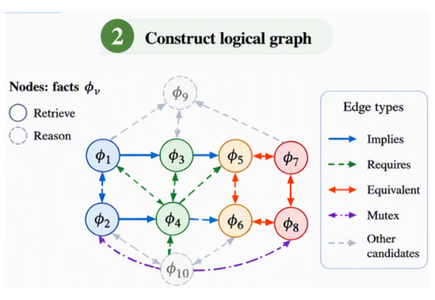 Reason
2 Construct logical graph
Nodes: facts ϕᵥ
Retrieve
Reason
ϕ₉
ϕ₁ ϕ₃ ϕ₅ ϕ₇
ϕ₂ ϕ₄ ϕ₆ ϕ₈
ϕ₁₀
Edge types
Implies
Requires
Equivalent
Mutex
Other
candidates